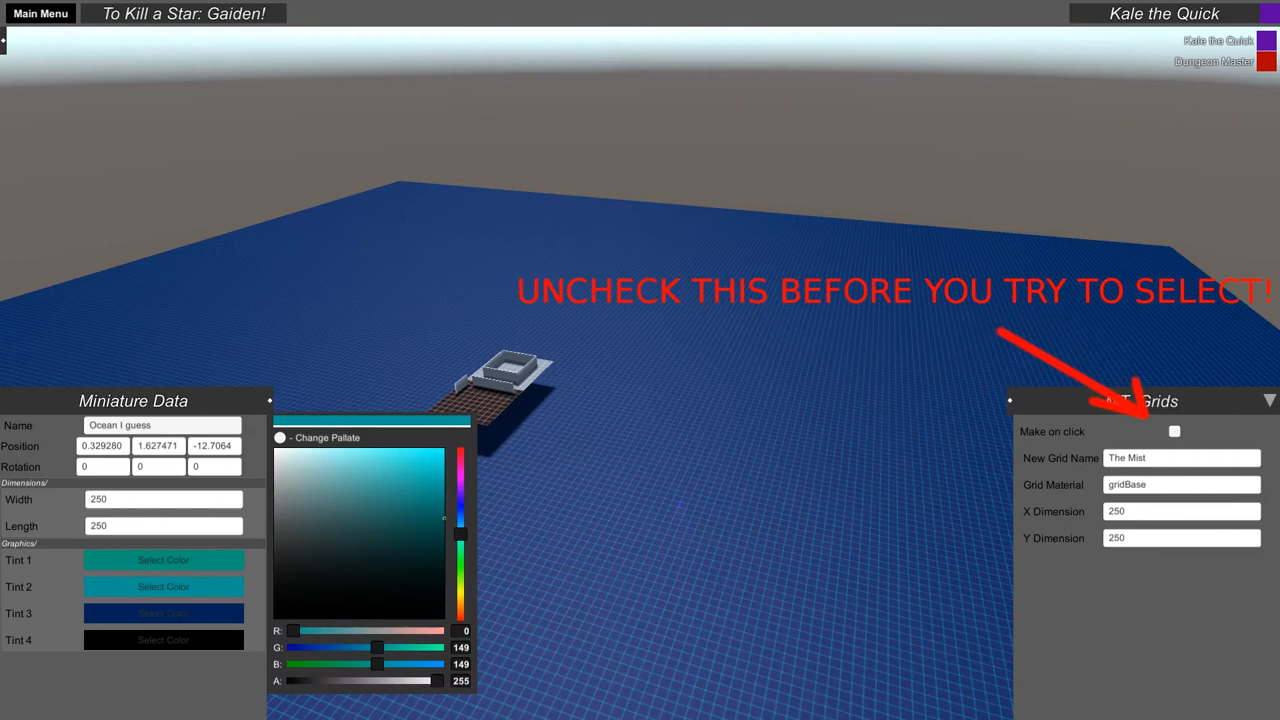 Main Menu
To Kill a Star: Gaiden!
Kale the Quick
Kale the Quick
Dungeon Master
UNCHECK THIS BEFORE YOU TRY TO SELECT!
Miniature Data
Name Ocean I guess
Position 0.329280 1.627471 -12.7064
Rotation 0 0 0
Dimensions/
Width 250
Length 250
Graphics/
Tint 1 Select Color
Tint 2 Select Color
Tint 3 Select Color
Tint 4 Select Color
- Change Pallate
R: 0
G: 149
B: 149
A: 255
Grids
Make on click
New Grid Name The Mist
Grid Material gridBase
X Dimension 250
Y Dimension 250